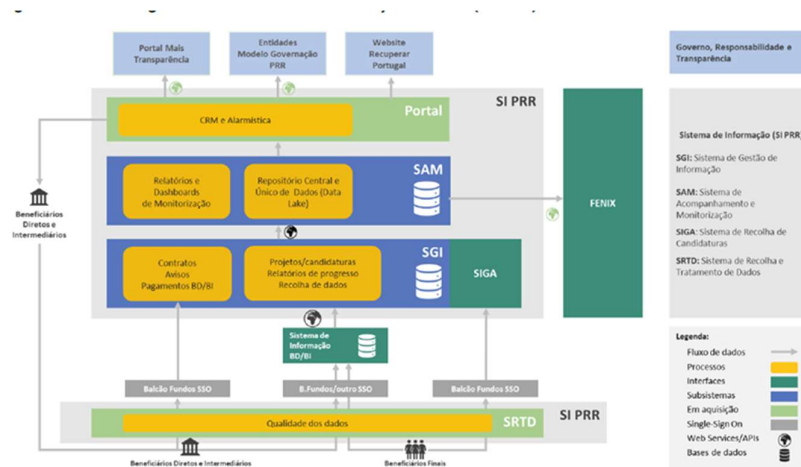 Portal Mais
Transparência
Entidades
Modelo Governação
PRR
Website
Recuperar
Portugal
Governo, Responsabilidade e
Transparência
SI PRR
Portal
CRM e Alarmística
SAM
Relatórios e
Dashboards
de Monitorização
Repositório Central e
Único de Dados (Data
Lake)
FENIX
Beneficiários
Diretos e
Intermediários
SGI
Contratos
Avisos
Pagamentos BD/BI
Projetos/candidaturas
Relatórios de progresso
Recolha de dados
SIGA
Sistema de
Informação
BD/BI
Balcão Fundos SSO
B.Fundos/outro SSO
Balcão Fundos SSO
SI PRR
Qualidade dos dados
SRTD
Beneficiários Diretos e Intermediários
Beneficiários Finais
Sistema de Informação (SI PRR)
SGI: Sistema de Gestão de
Informação
SAM: Sistema de
Acompanhamento e
Monitorização
SIGA: Sistema de Recolha de
Candidaturas
SRTD: Sistema de Recolha e
Tratamento de Dados
Legenda:
Fluxo de dados
Processos
Interfaces
Subsistemas
Em aquisição
Single-Sign On
Web Services/APIs
Bases de dados